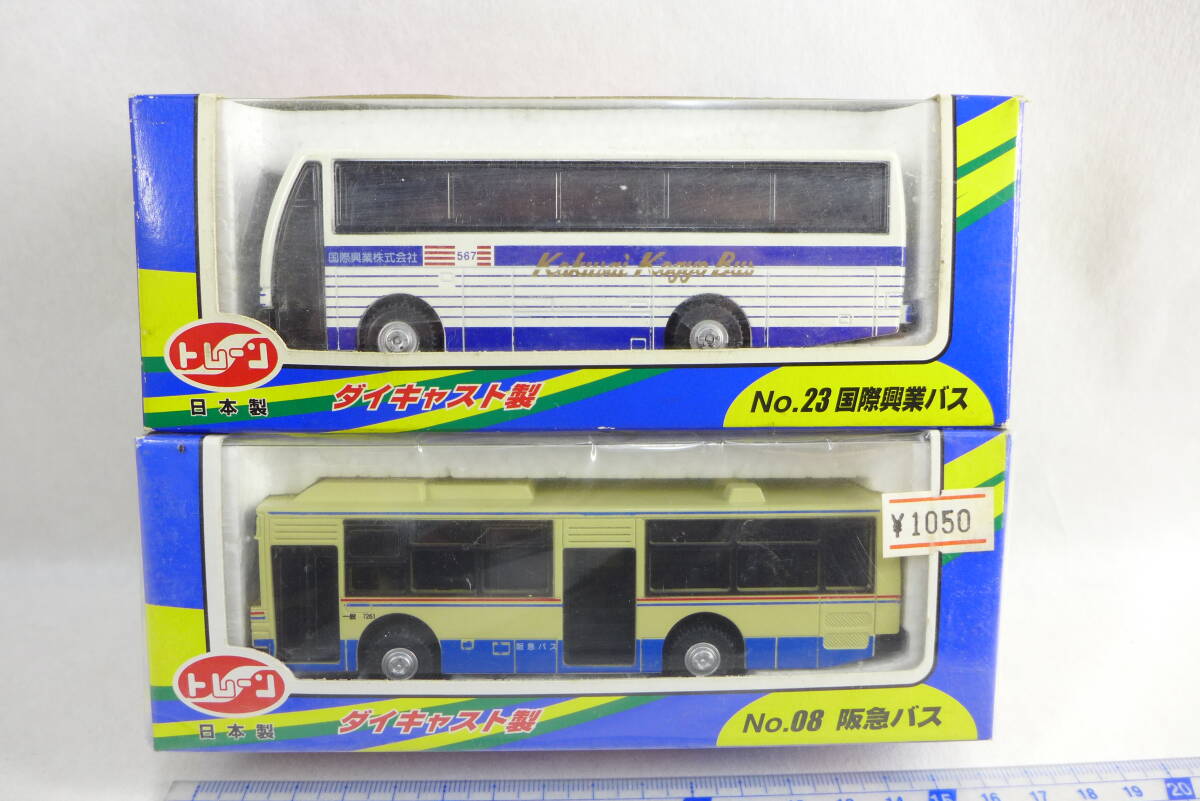 国際興業株式会社
567
Kokusai Kogyo Bus
トレーン
日本製
ダイキャスト製
No.23 国際興業バス
¥1050
一般 7261
阪急バス
トレーン
日本製
ダイキャスト製
No.08 阪急バス
15 16 17 18 19 20